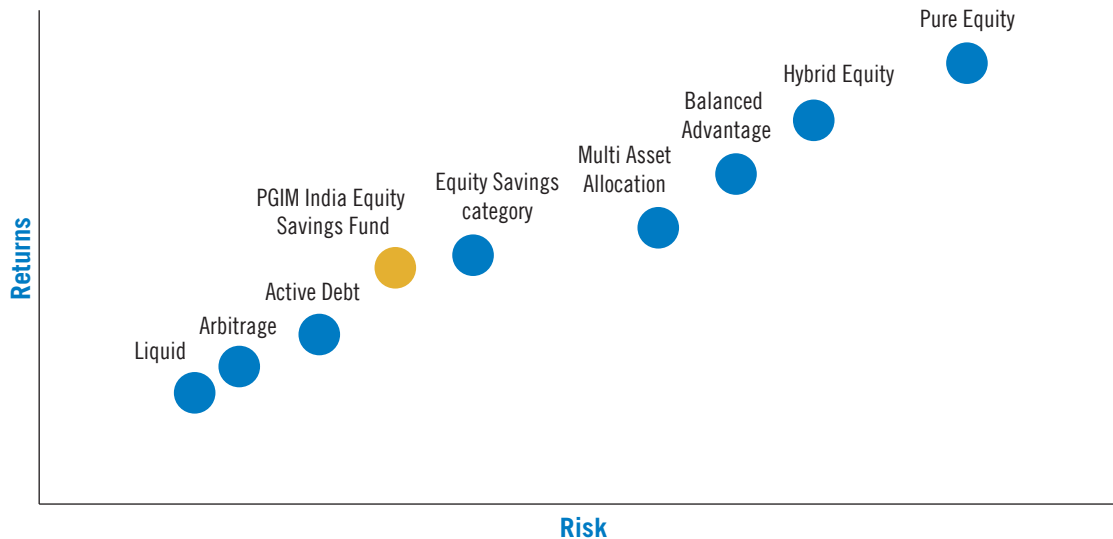 Pure Equity
Hybrid Equity
Balanced
Advantage
Multi Asset
Allocation
Equity Savings
category
PGIM India Equity
Savings Fund
Active Debt
Arbitrage
Liquid
Returns
Risk